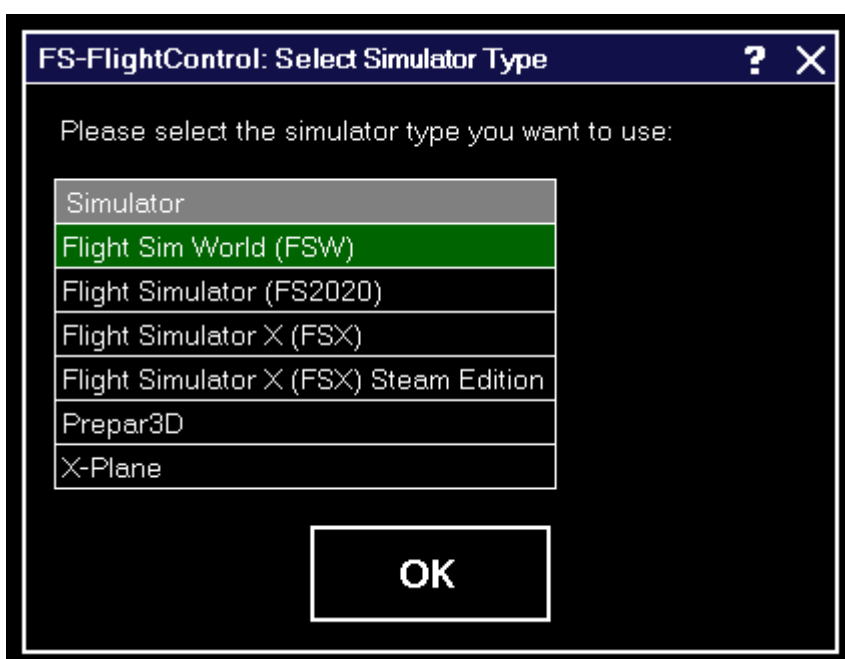 FS-FlightControl: Select Simulator Type ? X
Please select the simulator type you want to use:
Simulator
Flight Sim World (FSW)
Flight Simulator (FS2020)
Flight Simulator X (FSX)
Flight Simulator X (FSX) Steam Edition
Prepar3D
X-Plane
OK